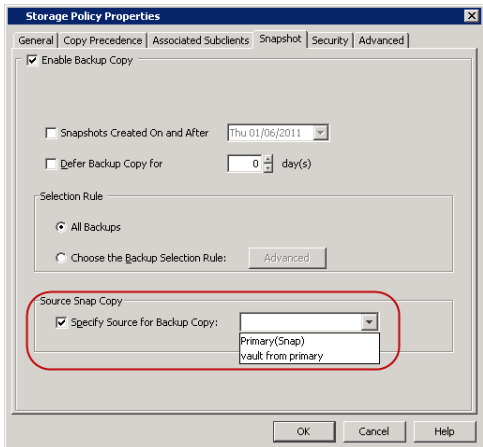 Storage Policy Properties
General Copy Precedence Associated Subclients Snapshot Security Advanced
Enable Backup Copy
Snapshots Created On and After Thu 01/06/2011
Defer Backup Copy for 0 day(s)
Selection Rule
All Backups
Choose the Backup Selection Rule: Advanced
Source Snap Copy
Specify Source for Backup Copy:
Primary(Snap)
vault from primary
OK Cancel Help